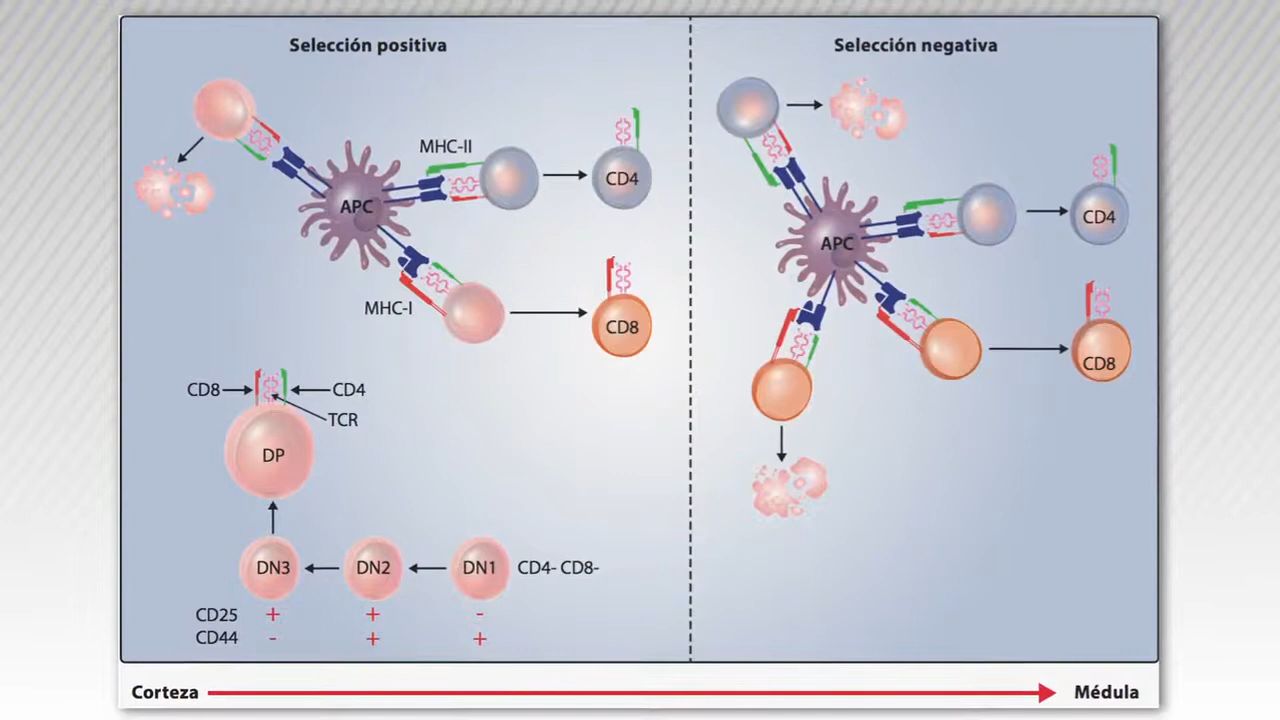 Selección positiva
Selección negativa
MHC-II
APC
CD4
MHC-I
CD8
CD8
CD4
TCR
DP
DN3
DN2
DN1
CD4- CD8-
CD25 + + -
CD44 - + +
APC
CD4
CD8
Corteza
Médula